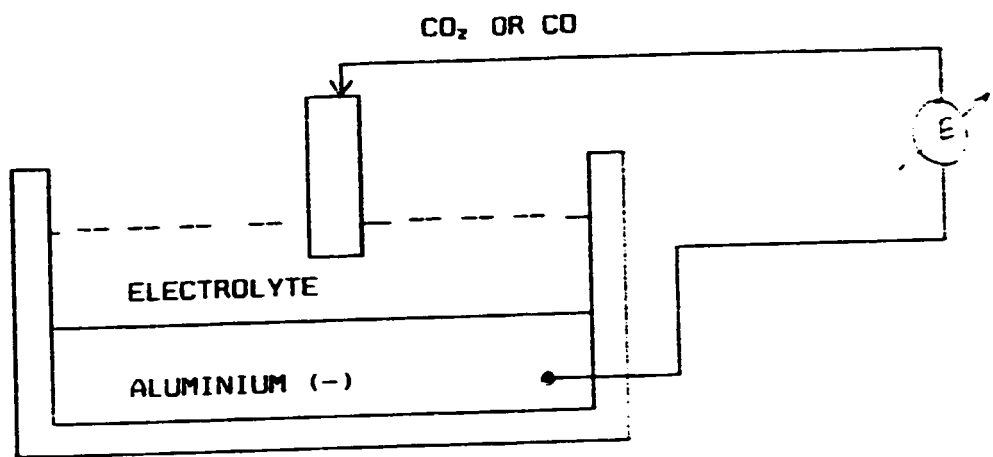 CO₂ OR CO
E
ELECTROLYTE
ALUMINIUM (-)